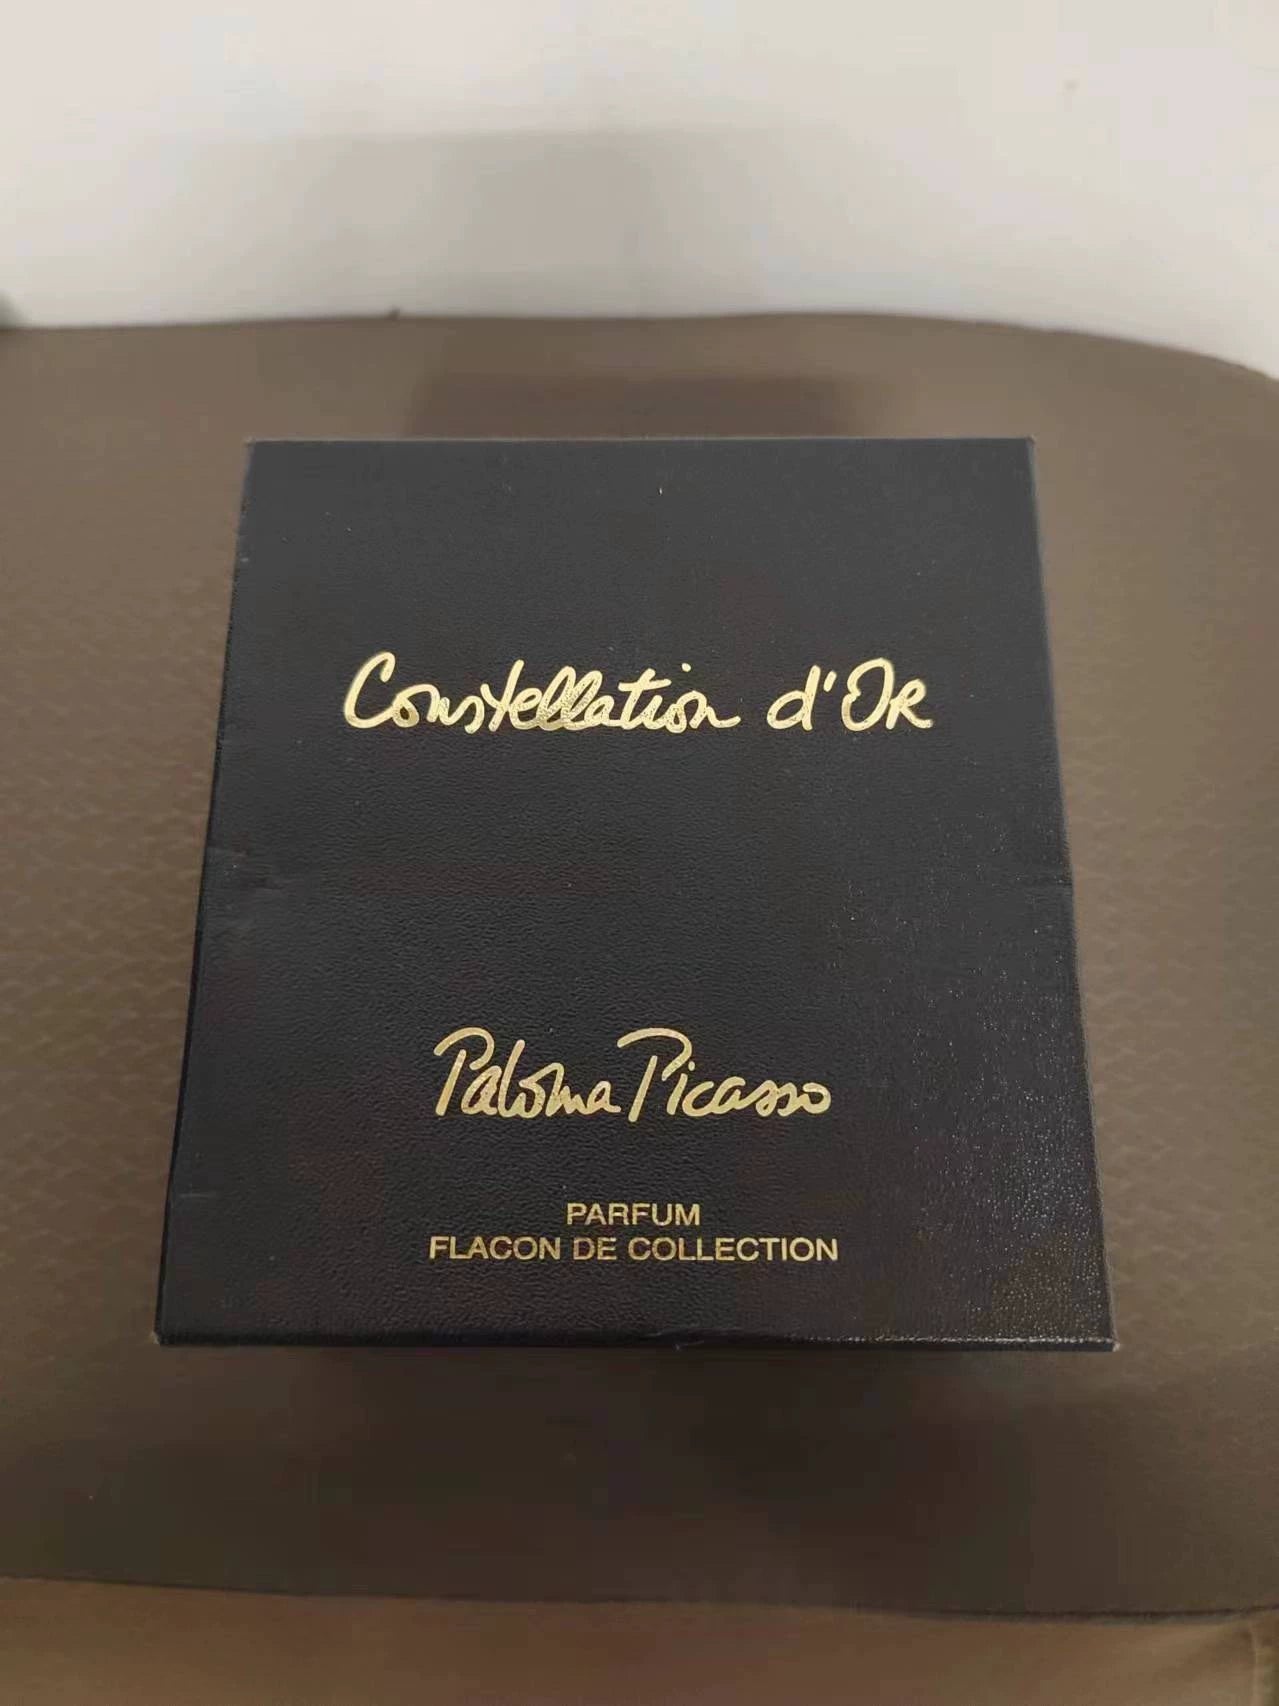 Constellation d'Or
Paloma Picasso
PARFUM
FLACON DE COLLECTION